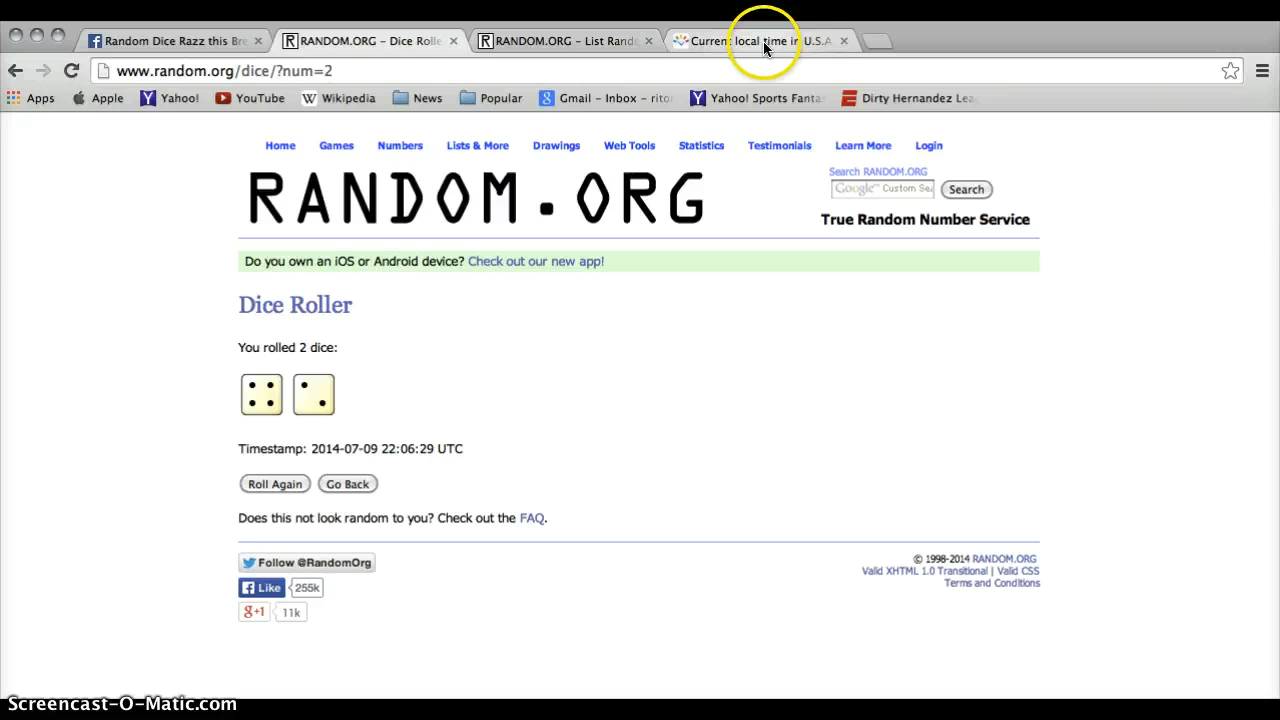 Random Dice Razz this Bre
RANDOM.ORG – Dice Rolle
RANDOM.ORG – List Rando
Current local time in U.S.A
www.random.org/dice/?num=2
Apps Apple Yahoo! YouTube Wikipedia News Popular Gmail – Inbox – rito Yahoo! Sports Fanta Dirty Hernandez Lea
Home Games Numbers Lists & More Drawings Web Tools Statistics Testimonials Learn More Login
Search RANDOM.ORG
Google™ Custom Sea Search
RANDOM.ORG
True Random Number Service
Do you own an iOS or Android device? Check out our new app!
Dice Roller
You rolled 2 dice:
Timestamp: 2014-07-09 22:06:29 UTC
Roll Again Go Back
Does this not look random to you? Check out the FAQ.
Follow @RandomOrg
Like 255k
g+1 11k
© 1998-2014 RANDOM.ORG
Valid XHTML 1.0 Transitional | Valid CSS
Terms and Conditions
Screencast-O-Matic.com